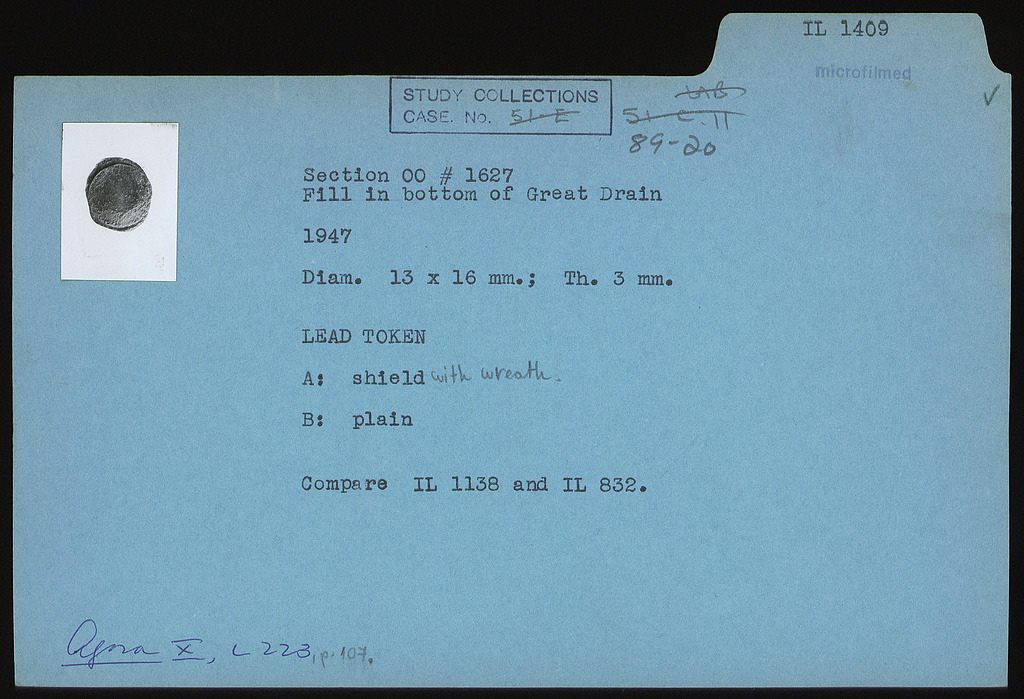 IL 1409
microfilmed
STUDY COLLECTIONS
CASE. No. 51-E
LAB
51-C.11
89-20
Section OO # 1627
Fill in bottom of Great Drain
1947
Diam. 13 x 16 mm.; Th. 3 mm.
LEAD TOKEN
A: shield with wreath.
B: plain
Compare IL 1138 and IL 832.
Agora X, L 223, p. 107.